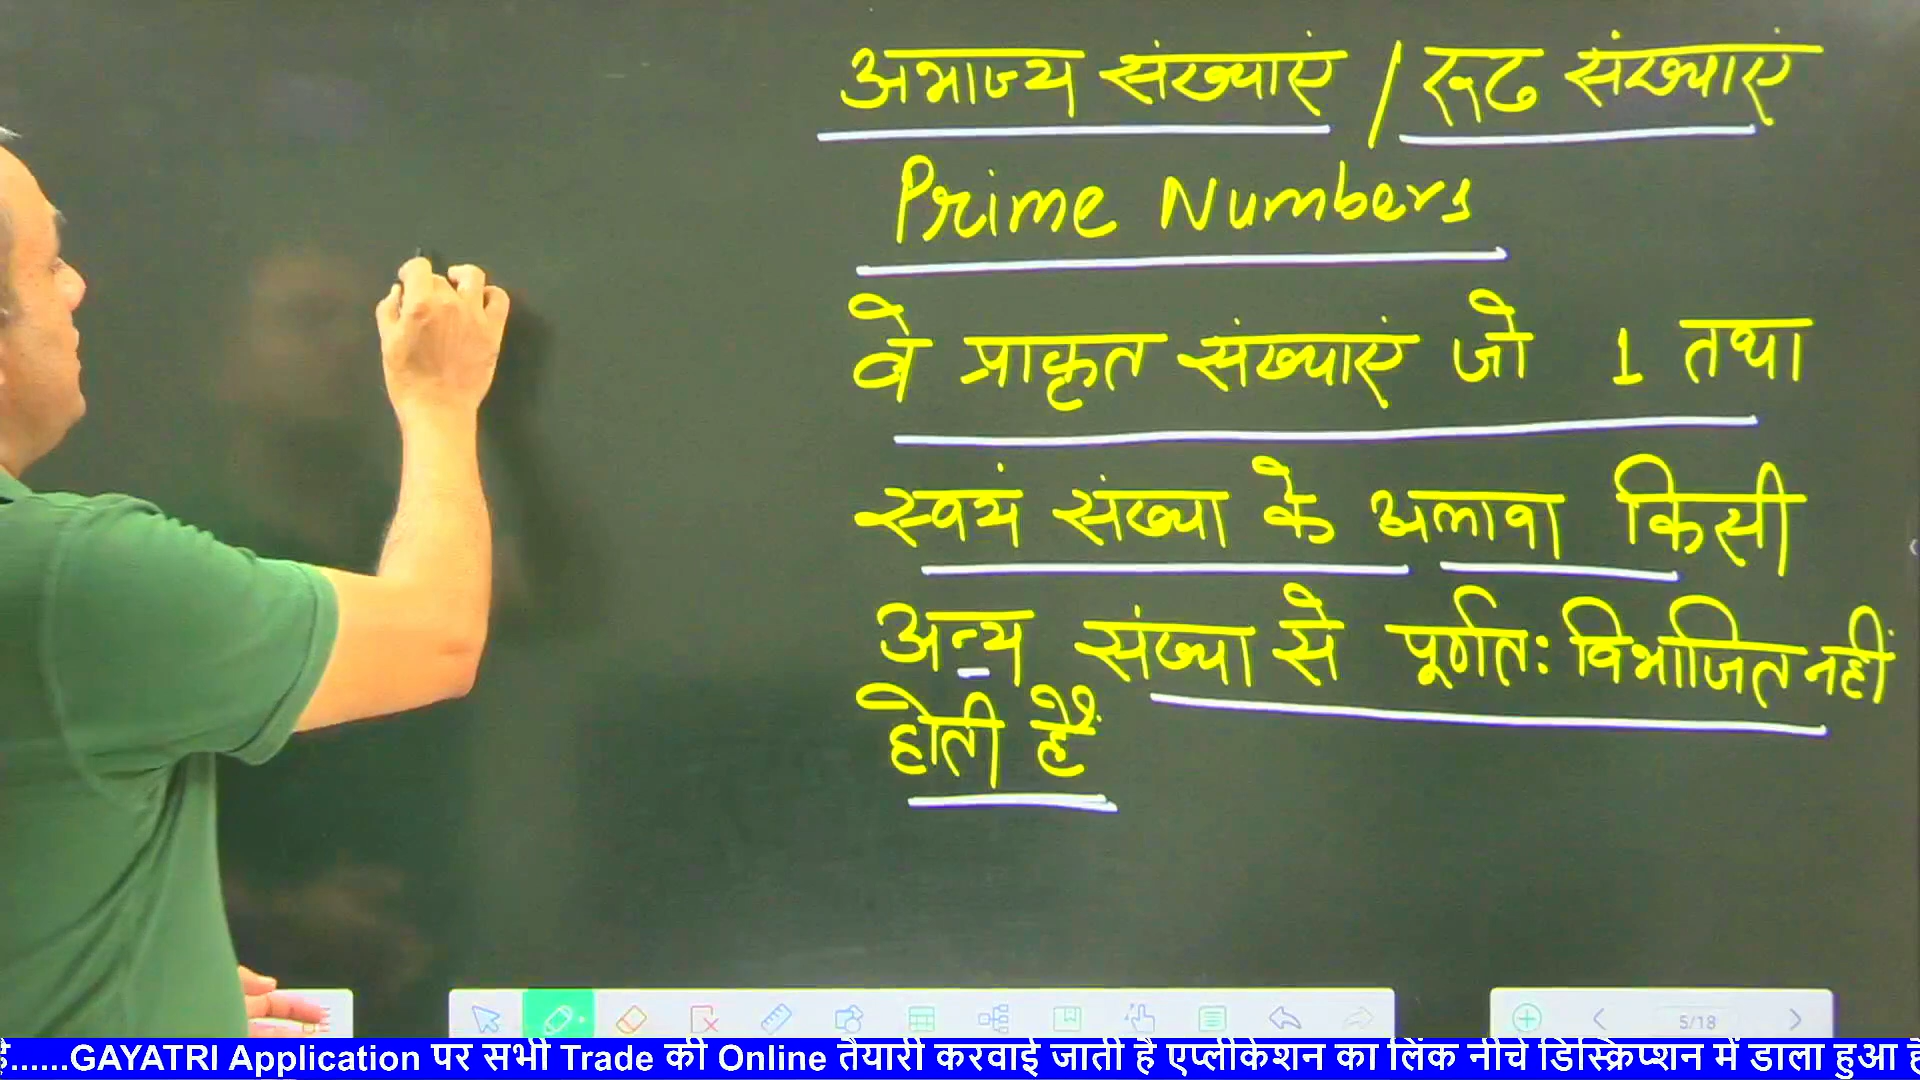 अभाज्य संख्याएं / रूढ संख्याएं
Prime Numbers
वे प्राकृत संख्याएं जो 1 तथा
स्वयं संख्या के अलावा किसी
अन्य संख्या से पूर्णतः विभाजित नहीं
होती हैं
5/18
है......GAYATRI Application पर सभी Trade की Online तैयारी करवाई जाती है एप्लीकेशन का लिंक नीचे डिस्क्रिप्शन में डाला हुआ है